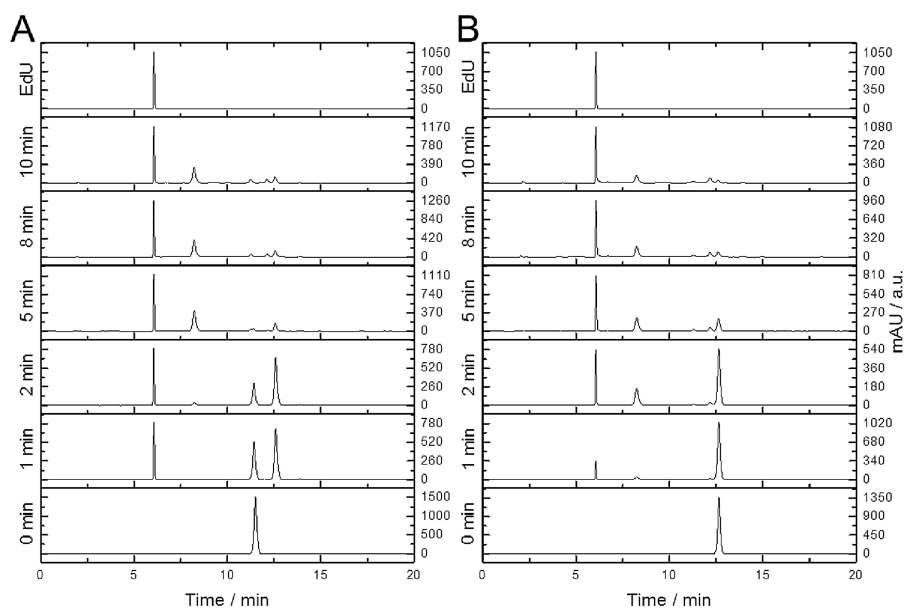 A B
EdU 1050 700 350 0 EdU 1050 700 350 0
10 min 1170 780 390 0 10 min 1080 720 360 0
8 min 1260 840 420 0 8 min 960 640 320 0
5 min 1110 740 370 0 5 min 810 540 270 0
2 min 780 520 260 0 2 min 540 360 180 0
1 min 780 520 260 0 1 min 1020 680 340 0
0 min 1500 1000 500 0 0 min 1350 900 450 0
mAU / a.u.
0 5 10 15 20 0 5 10 15 20
Time / min Time / min